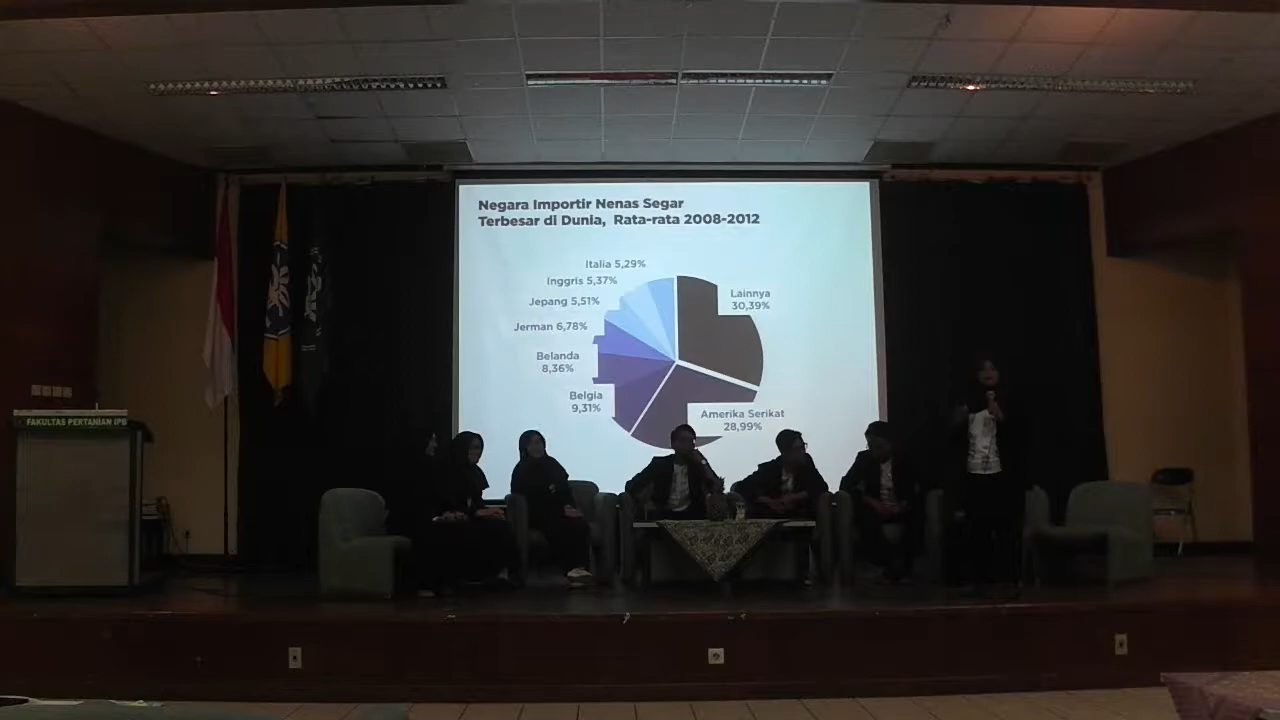 Negara Importir Nenas Segar
Terbesar di Dunia, Rata-rata 2008-2012
Italia 5,29%
Inggris 5,37%
Jepang 5,51%
Jerman 6,78%
Belanda
8,36%
Belgia
9,31%
Lainnya
30,39%
Amerika Serikat
28,99%
FAKULTAS PERTANIAN IPB